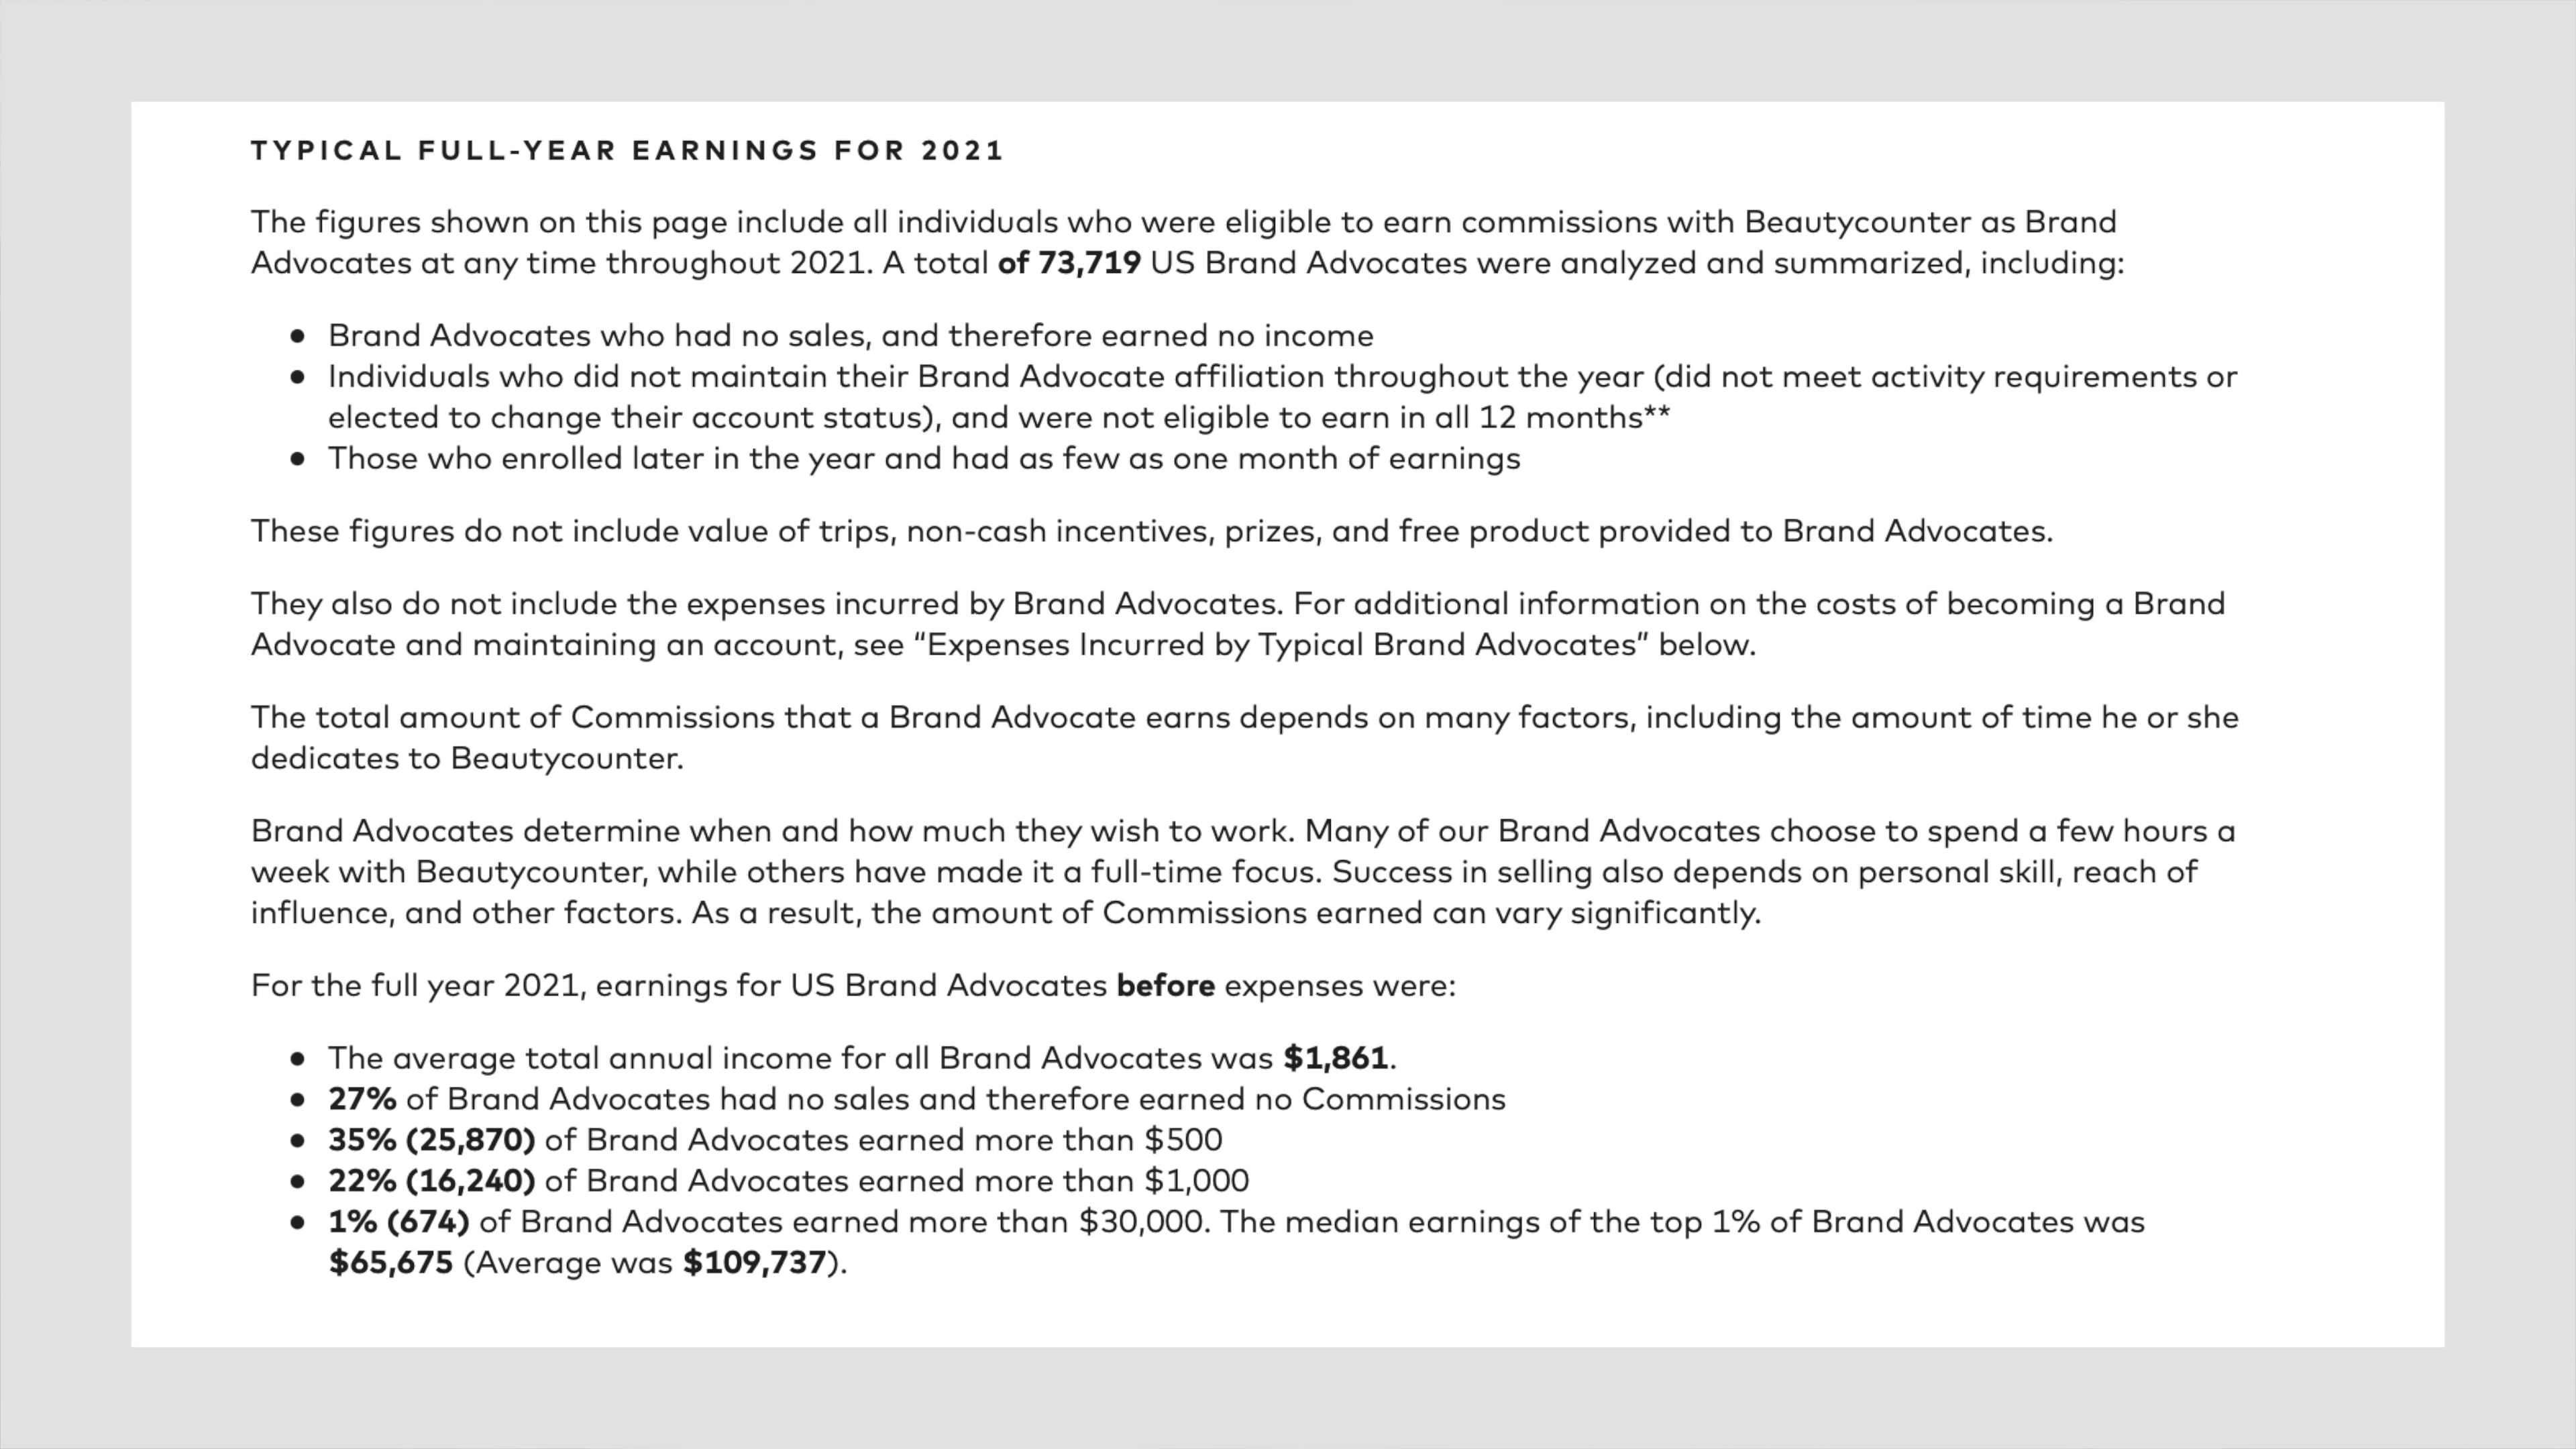 TYPICAL FULL-YEAR EARNINGS FOR 2021
The figures shown on this page include all individuals who were eligible to earn commissions with Beautycounter as Brand
Advocates at any time throughout 2021. A total of 73,719 US Brand Advocates were analyzed and summarized, including:
● Brand Advocates who had no sales, and therefore earned no income
● Individuals who did not maintain their Brand Advocate affiliation throughout the year (did not meet activity requirements or
elected to change their account status), and were not eligible to earn in all 12 months**
● Those who enrolled later in the year and had as few as one month of earnings
These figures do not include value of trips, non-cash incentives, prizes, and free product provided to Brand Advocates.
They also do not include the expenses incurred by Brand Advocates. For additional information on the costs of becoming a Brand
Advocate and maintaining an account, see “Expenses Incurred by Typical Brand Advocates” below.
The total amount of Commissions that a Brand Advocate earns depends on many factors, including the amount of time he or she
dedicates to Beautycounter.
Brand Advocates determine when and how much they wish to work. Many of our Brand Advocates choose to spend a few hours a
week with Beautycounter, while others have made it a full-time focus. Success in selling also depends on personal skill, reach of
influence, and other factors. As a result, the amount of Commissions earned can vary significantly.
For the full year 2021, earnings for US Brand Advocates before expenses were:
● The average total annual income for all Brand Advocates was $1,861.
● 27% of Brand Advocates had no sales and therefore earned no Commissions
● 35% (25,870) of Brand Advocates earned more than $500
● 22% (16,240) of Brand Advocates earned more than $1,000
● 1% (674) of Brand Advocates earned more than $30,000. The median earnings of the top 1% of Brand Advocates was
$65,675 (Average was $109,737).